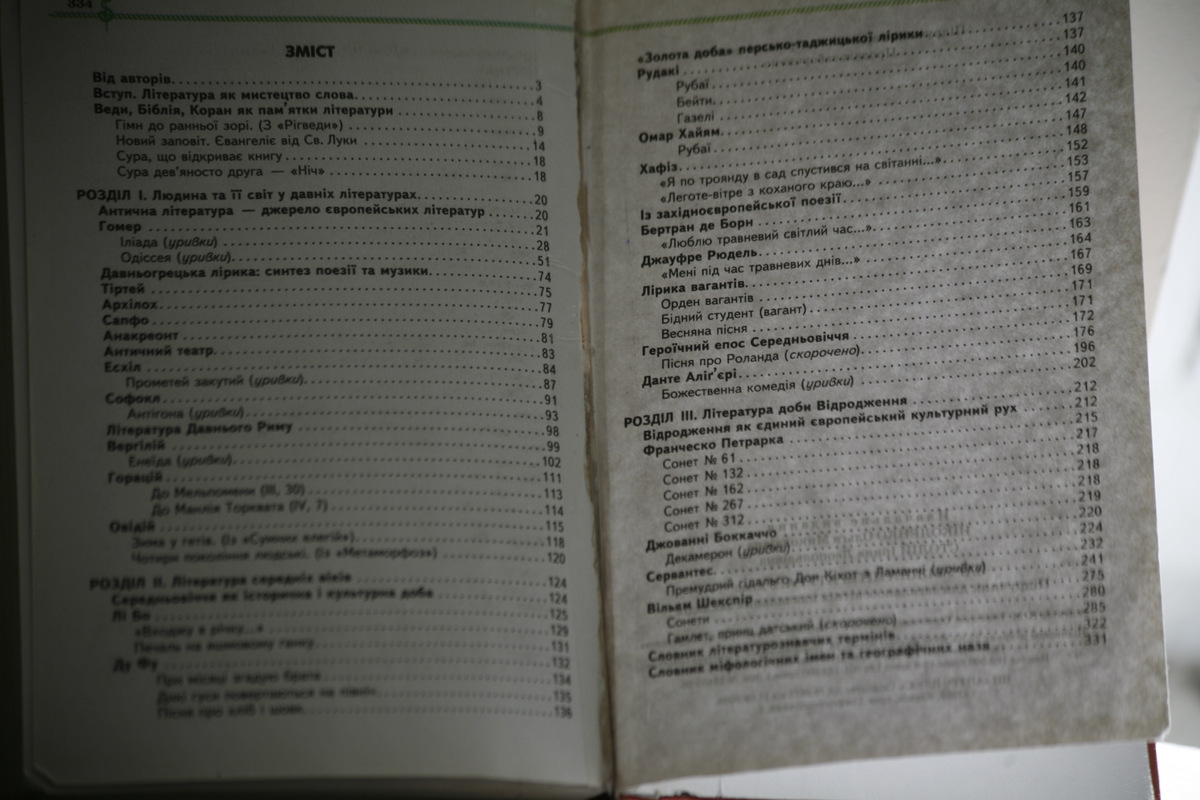 334
ЗМІСТ
Від авторів. 3
Вступ. Література як мистецтво слова. 4
Веди, Біблія, Коран як пам'ятки літератури 8
Гімн до ранньої зорі. (З «Рігведи») 9
Новий заповіт. Євангеліє від Св. Луки 14
Сура, що відкриває книгу 18
Сура дев'яносто друга — «Ніч» 18
РОЗДІЛ І. Людина та її світ у давніх літературах. 20
Антична література — джерело європейських літератур 20
Гомер 21
Іліада (уривки) 28
Одіссея (уривки). 51
Давньогрецька лірика: синтез поезії та музики. 74
Тіртей 75
Архілох. 77
Сапфо 79
Анакреонт 81
Античний театр. 83
Есхіл 84
Прометей закутий (уривки). 87
Софокл. 91
Антігона (уривки) 93
Література Давнього Риму 98
Вергілій 99
Енеїда (уривки). 102
Горацій 111
До Мельпомени (III, 30) 113
До Манлія Торквата (IV, 7) 114
Овідій 115
Зима у гетів. (Із «Сумних елегій») 118
Чотири покоління людські. (Із «Метаморфоз») 120
РОЗДІЛ II. Література середніх віків 124
Середньовіччя як історична і культурна доба 124
Лі Бо 125
«Входжу в річку...» 129
Печаль на яшмовому ганку 131
Ду Фу 132
При місяці згадую брата 134
Дикі гуси повертаються на північ 135
Пісня про хліб і шовк 136
«Золота доба» персько-таджицької лірики 137
Рудакі 137
Рубаї 140
Бейти. 140
Газелі 141
Омар Хайям. 142
Рубаї 147
Хафіз. 148
«Я по троянду в сад спустився на світанні...» 152
«Леготе-вітре з коханого краю...» 153
Із західноєвропейської поезії. 157
Бертран де Борн 159
«Люблю травневий світлий час...». 161
Джауфре Рюдель. 163
«Мені під час травневих днів...» 164
Лірика вагантів. 167
Орден вагантів 169
Бідний студент (вагант) 171
Весняна пісня 171
Героїчний епос Середньовіччя 172
Пісня про Роланда (скорочено). 176
Данте Аліґ'єрі. 196
Божественна комедія (уривки) 202
РОЗДІЛ III. Література доби Відродження 212
Відродження як єдиний європейський культурний рух 212
Франческо Петрарка 215
Сонет № 61 217
Сонет № 132 218
Сонет № 162 218
Сонет № 267 218
Сонет № 312 219
Джованні Боккаччо 220
Декамерон (уривки) 224
Сервантес. 232
Премудрий гідальго Дон Кіхот з Ламанчі (уривки) 241
Вільям Шекспір 275
Сонети 280
Гамлет, принц датський (скорочено) 285
Словник літературознавчих термінів 322
Словник міфологічних імен та географічних назв 331